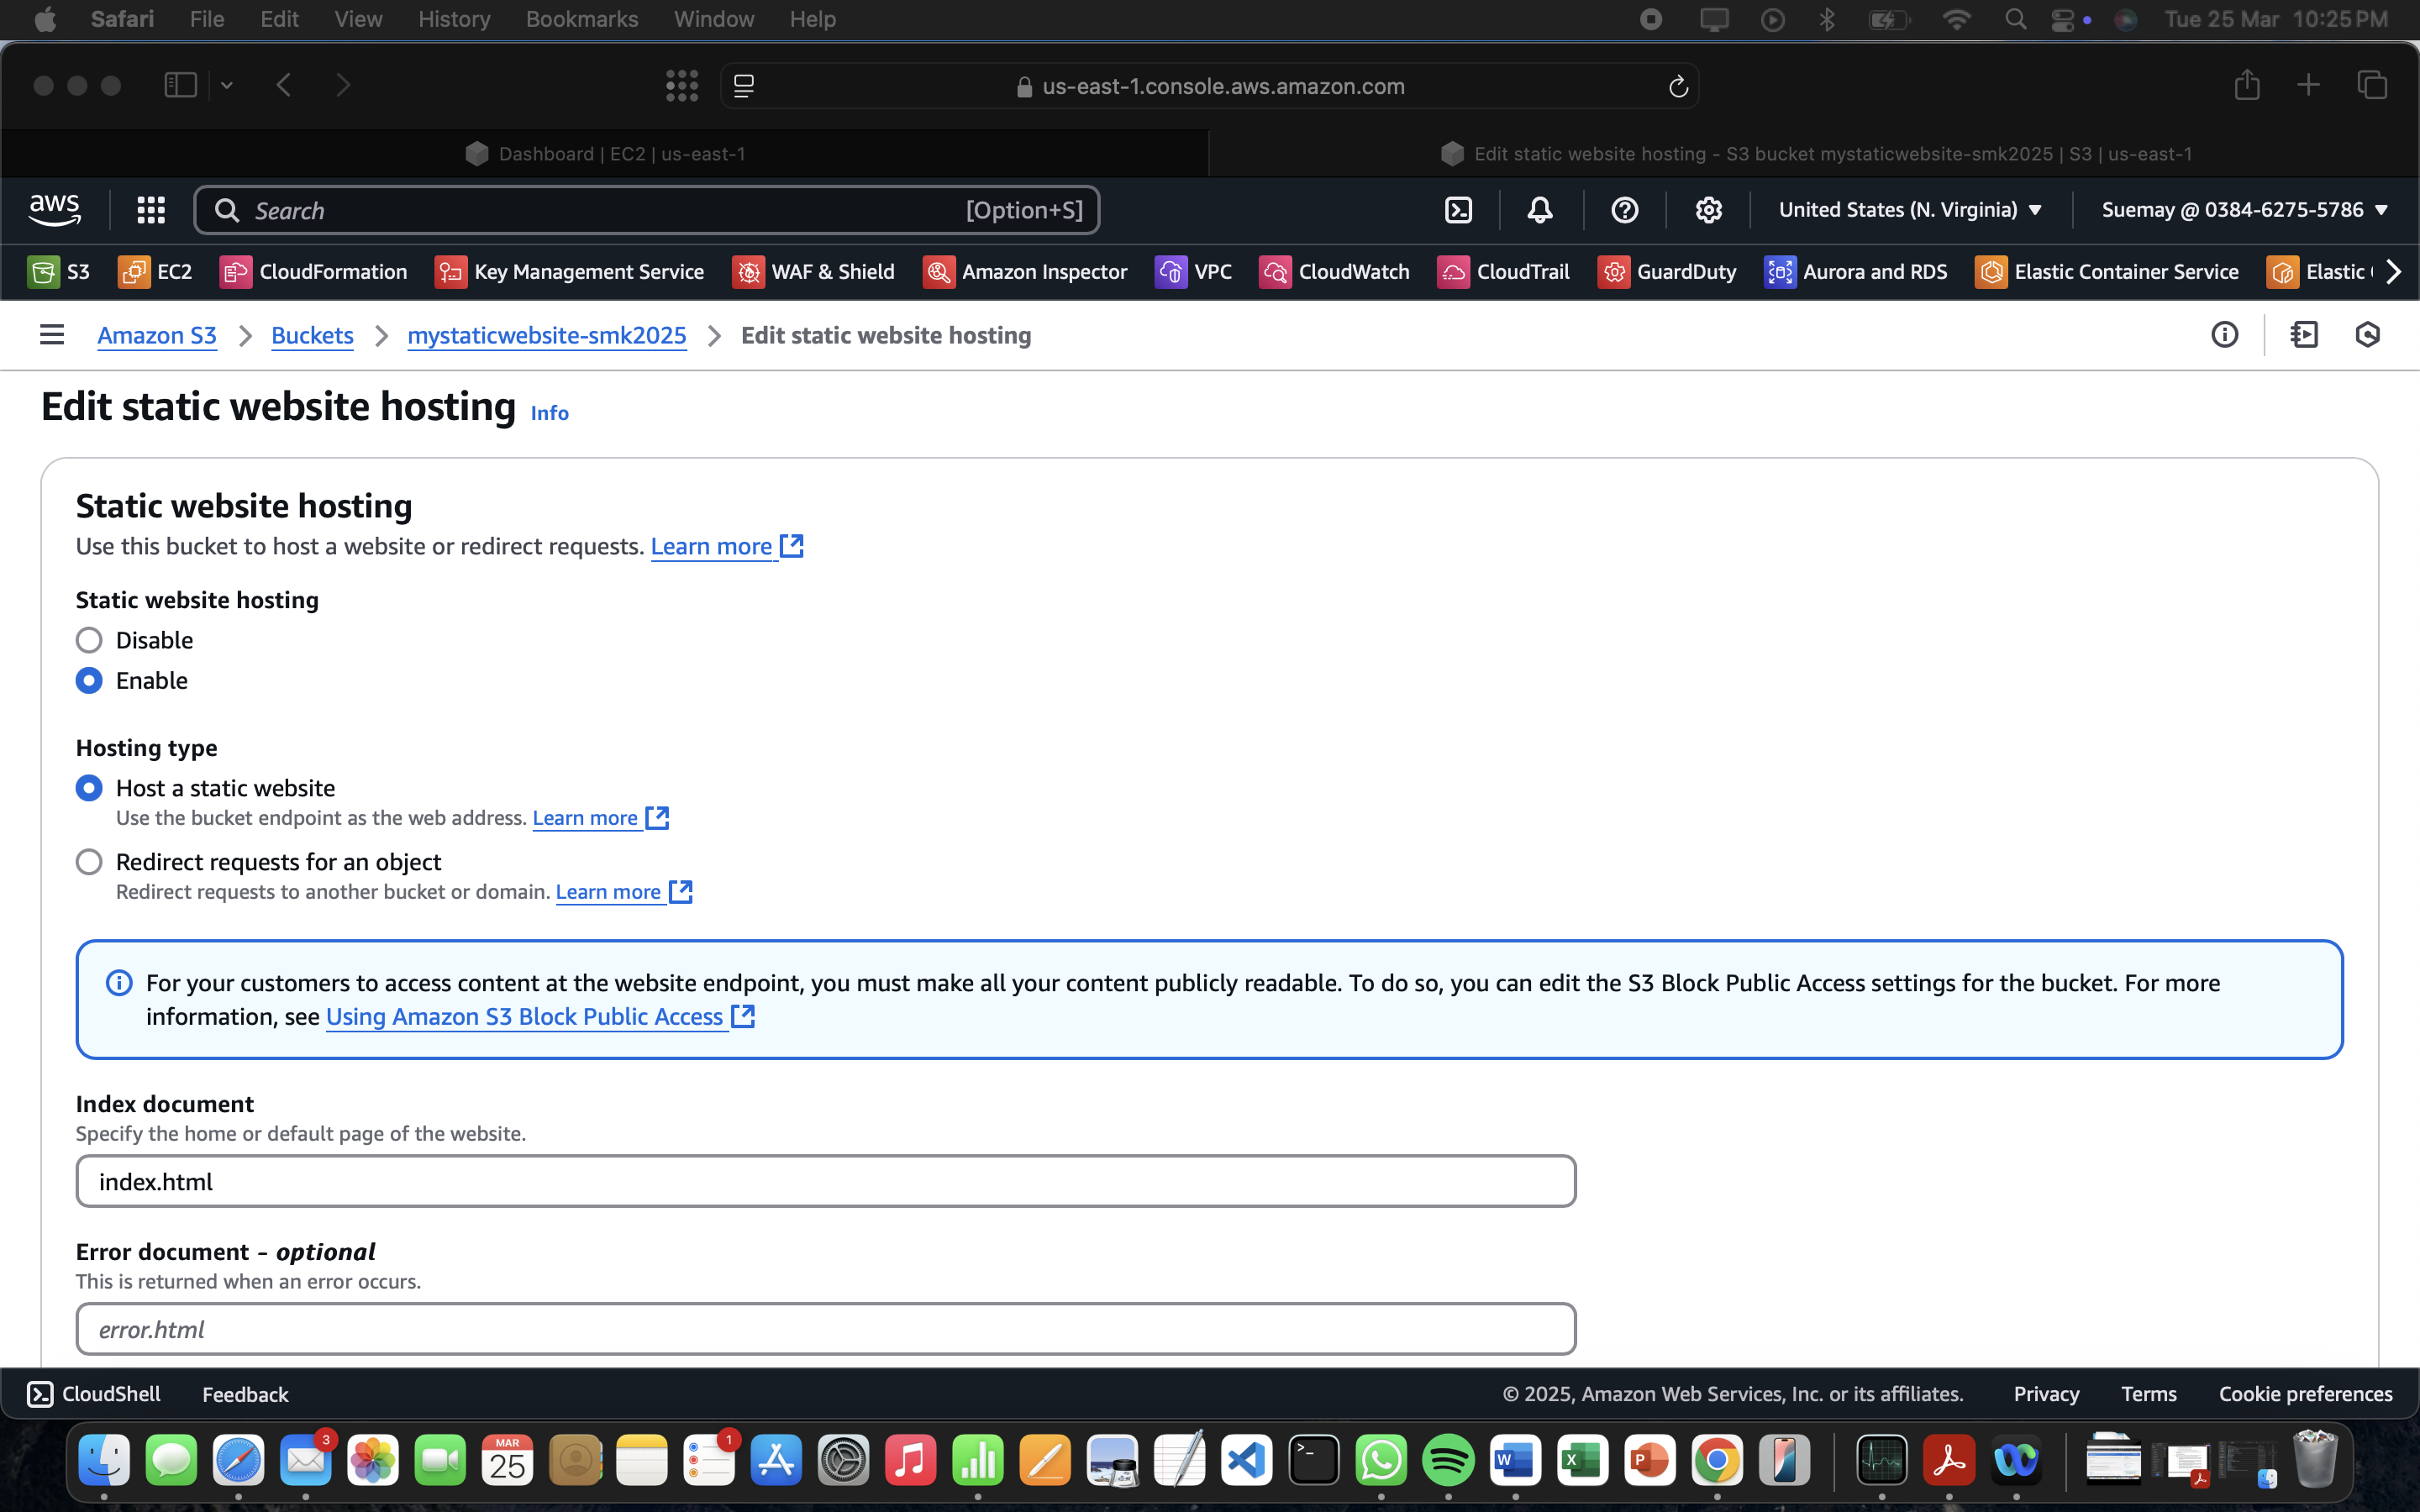 Safari File Edit View History Bookmarks Window Help Tue 25 Mar 10:25 PM
us-east-1.console.aws.amazon.com
Dashboard | EC2 | us-east-1 Edit static website hosting - S3 bucket mystaticwebsite-smk2025 | S3 | us-east-1
aws Search [Option+S] United States (N. Virginia) Suemay @ 0384-6275-5786
S3 EC2 CloudFormation Key Management Service WAF & Shield Amazon Inspector VPC CloudWatch CloudTrail GuardDuty Aurora and RDS Elastic Container Service Elastic
Amazon S3 Buckets mystaticwebsite-smk2025 Edit static website hosting
Edit static website hosting Info
Static website hosting
Use this bucket to host a website or redirect requests. Learn more
Static website hosting
Disable
Enable
Hosting type
Host a static website
Use the bucket endpoint as the web address. Learn more
Redirect requests for an object
Redirect requests to another bucket or domain. Learn more
For your customers to access content at the website endpoint, you must make all your content publicly readable. To do so, you can edit the S3 Block Public Access settings for the bucket. For more
information, see Using Amazon S3 Block Public Access
Index document
Specify the home or default page of the website.
index.html
Error document – optional
This is returned when an error occurs.
error.html
CloudShell Feedback © 2025, Amazon Web Services, Inc. or its affiliates. Privacy Terms Cookie preferences
3 MAR 25 1 W X P